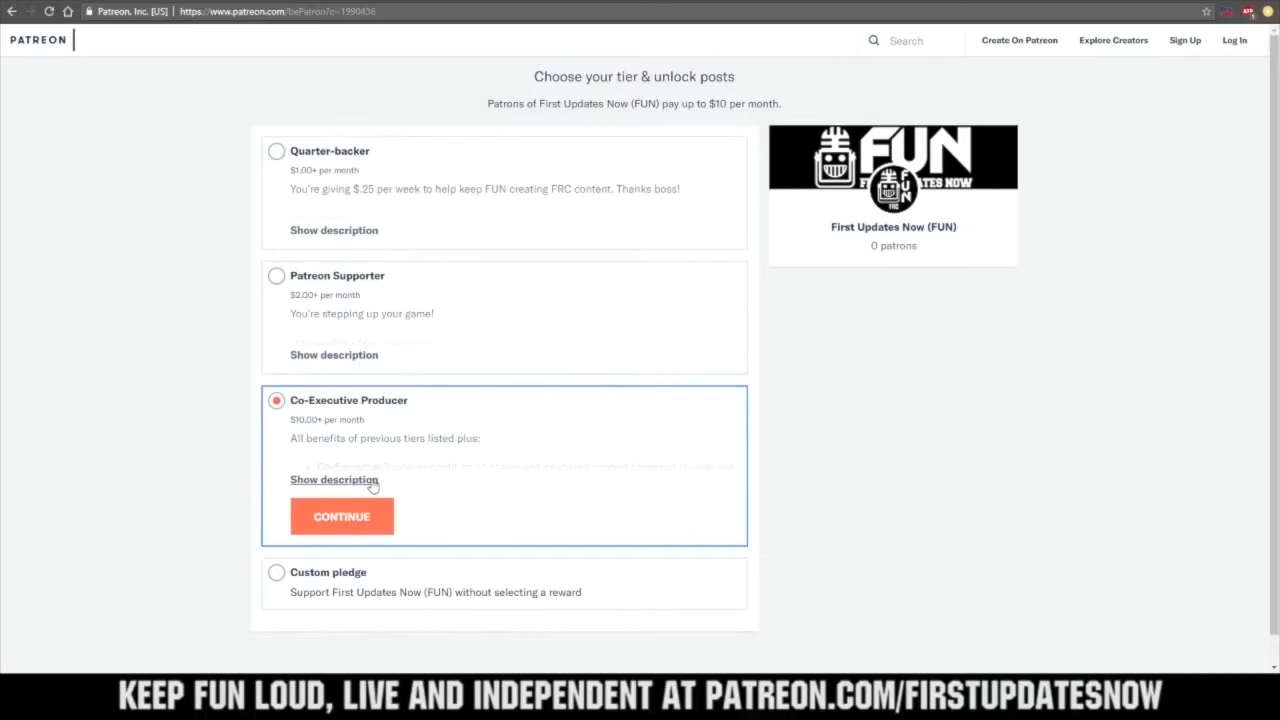 Patreon, Inc. [US] | https://www.patreon.com/bePatron?c=1990436
PATREON
Search
Create On Patreon
Explore Creators
Sign Up
Log In
Choose your tier & unlock posts
Patrons of First Updates Now (FUN) pay up to $10 per month.
Quarter-backer
$1.00+ per month
You're giving $.25 per week to help keep FUN creating FRC content. Thanks boss!
Show description
Patreon Supporter
$2.00+ per month
You're stepping up your game!
Show description
Co-Executive Producer
$10.00+ per month
All benefits of previous tiers listed plus:
Show description
CONTINUE
Custom pledge
Support First Updates Now (FUN) without selecting a reward
FUN
FUN
FRC
First Updates Now (FUN)
0 patrons
KEEP FUN LOUD, LIVE AND INDEPENDENT AT PATREON.COM/FIRSTUPDATESNOW